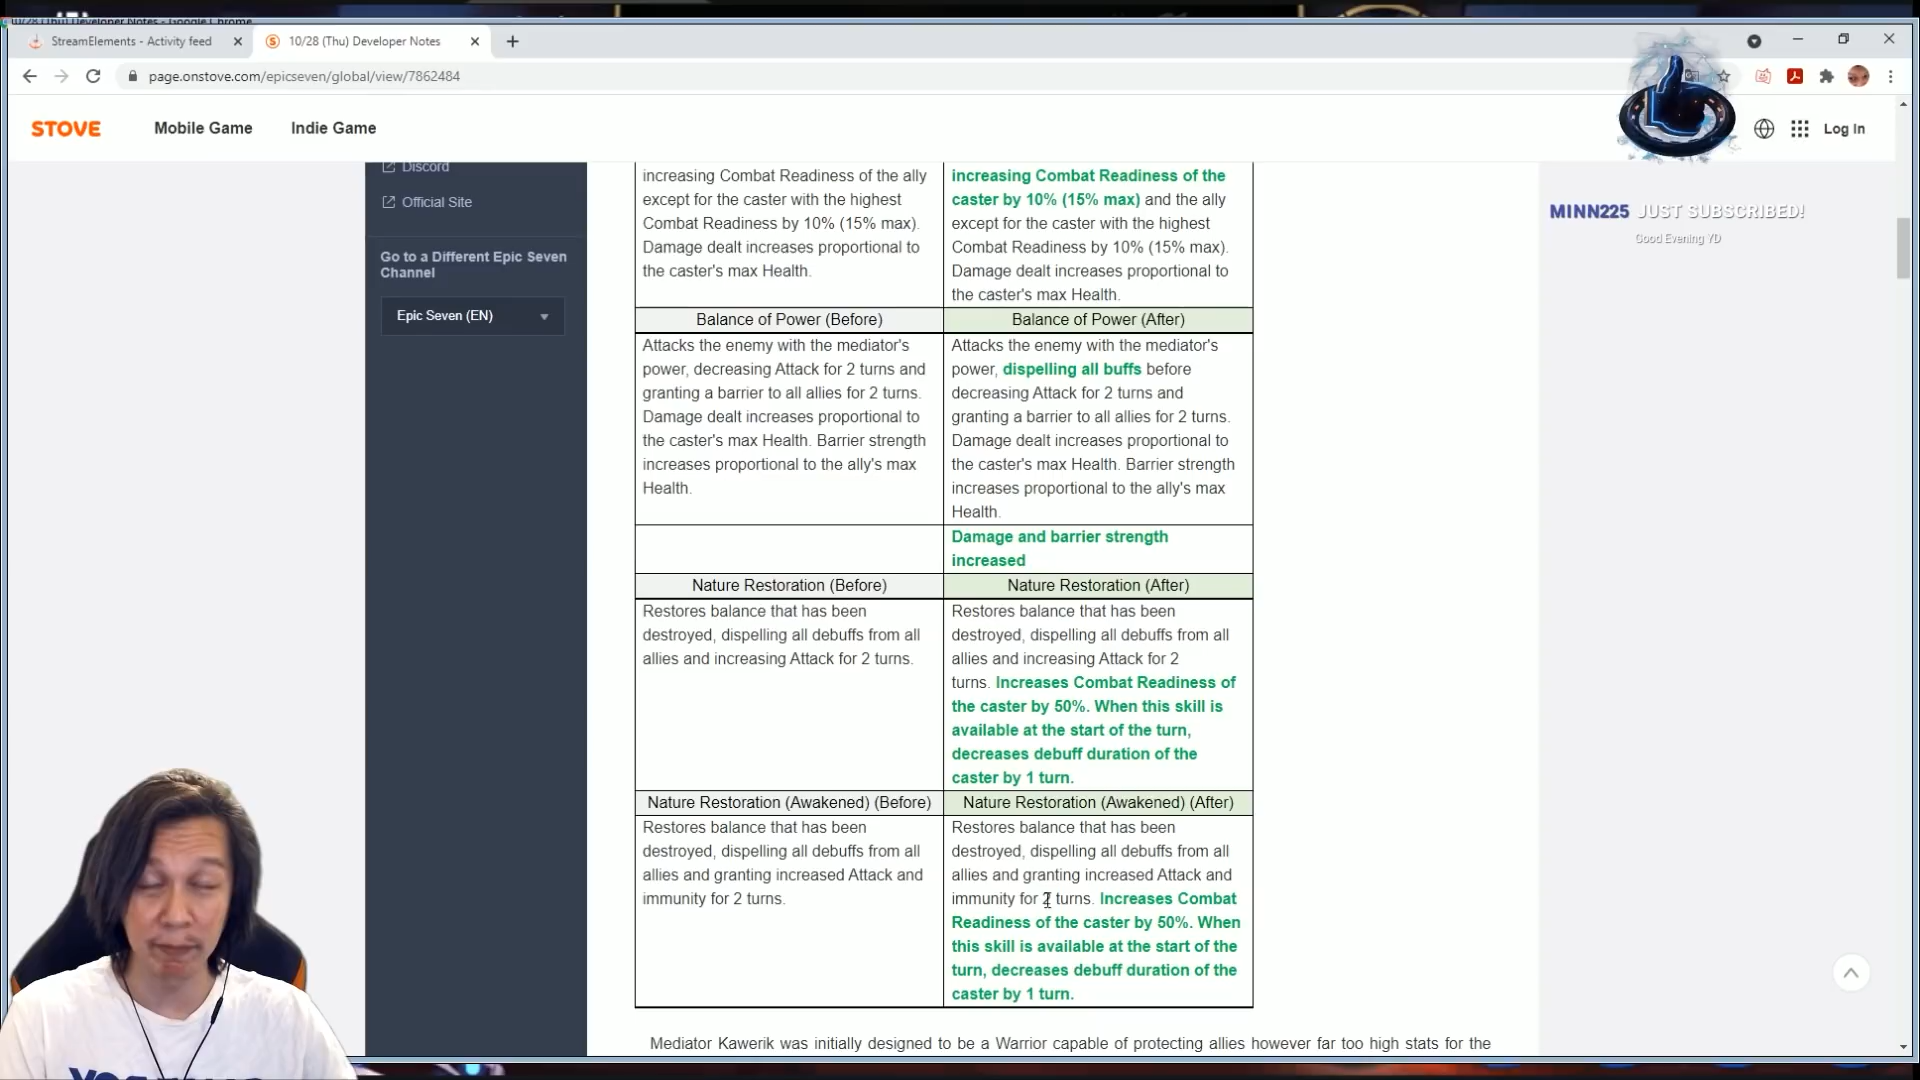 10/28 (Thu) Developer Notes - Google Chrome
StreamElements - Activity feed
10/28 (Thu) Developer Notes
page.onstove.com/epicseven/global/view/7862484
STOVE
Mobile Game
Indie Game
Log In
Discord
Official Site
Go to a Different Epic Seven
Channel
Epic Seven (EN)
increasing Combat Readiness of the ally
except for the caster with the highest
Combat Readiness by 10% (15% max).
Damage dealt increases proportional to
the caster's max Health.
increasing Combat Readiness of the
caster by 10% (15% max) and the ally
except for the caster with the highest
Combat Readiness by 10% (15% max).
Damage dealt increases proportional to
the caster's max Health.
Balance of Power (Before)
Balance of Power (After)
Attacks the enemy with the mediator's
power, decreasing Attack for 2 turns and
granting a barrier to all allies for 2 turns.
Damage dealt increases proportional to
the caster's max Health. Barrier strength
increases proportional to the ally's max
Health.
Attacks the enemy with the mediator's
power, dispelling all buffs before
decreasing Attack for 2 turns and
granting a barrier to all allies for 2 turns.
Damage dealt increases proportional to
the caster's max Health. Barrier strength
increases proportional to the ally's max
Health.
Damage and barrier strength
increased
Nature Restoration (Before)
Nature Restoration (After)
Restores balance that has been
destroyed, dispelling all debuffs from all
allies and increasing Attack for 2 turns.
Restores balance that has been
destroyed, dispelling all debuffs from all
allies and increasing Attack for 2
turns. Increases Combat Readiness of
the caster by 50%. When this skill is
available at the start of the turn,
decreases debuff duration of the
caster by 1 turn.
Nature Restoration (Awakened) (Before)
Nature Restoration (Awakened) (After)
Restores balance that has been
destroyed, dispelling all debuffs from all
allies and granting increased Attack and
immunity for 2 turns.
Restores balance that has been
destroyed, dispelling all debuffs from all
allies and granting increased Attack and
immunity for 2 turns. Increases Combat
Readiness of the caster by 50%. When
this skill is available at the start of the
turn, decreases debuff duration of the
caster by 1 turn.
Mediator Kawerik was initially designed to be a Warrior capable of protecting allies however far too high stats for the
MINN225 JUST SUBSCRIBED!
Good Evening YD